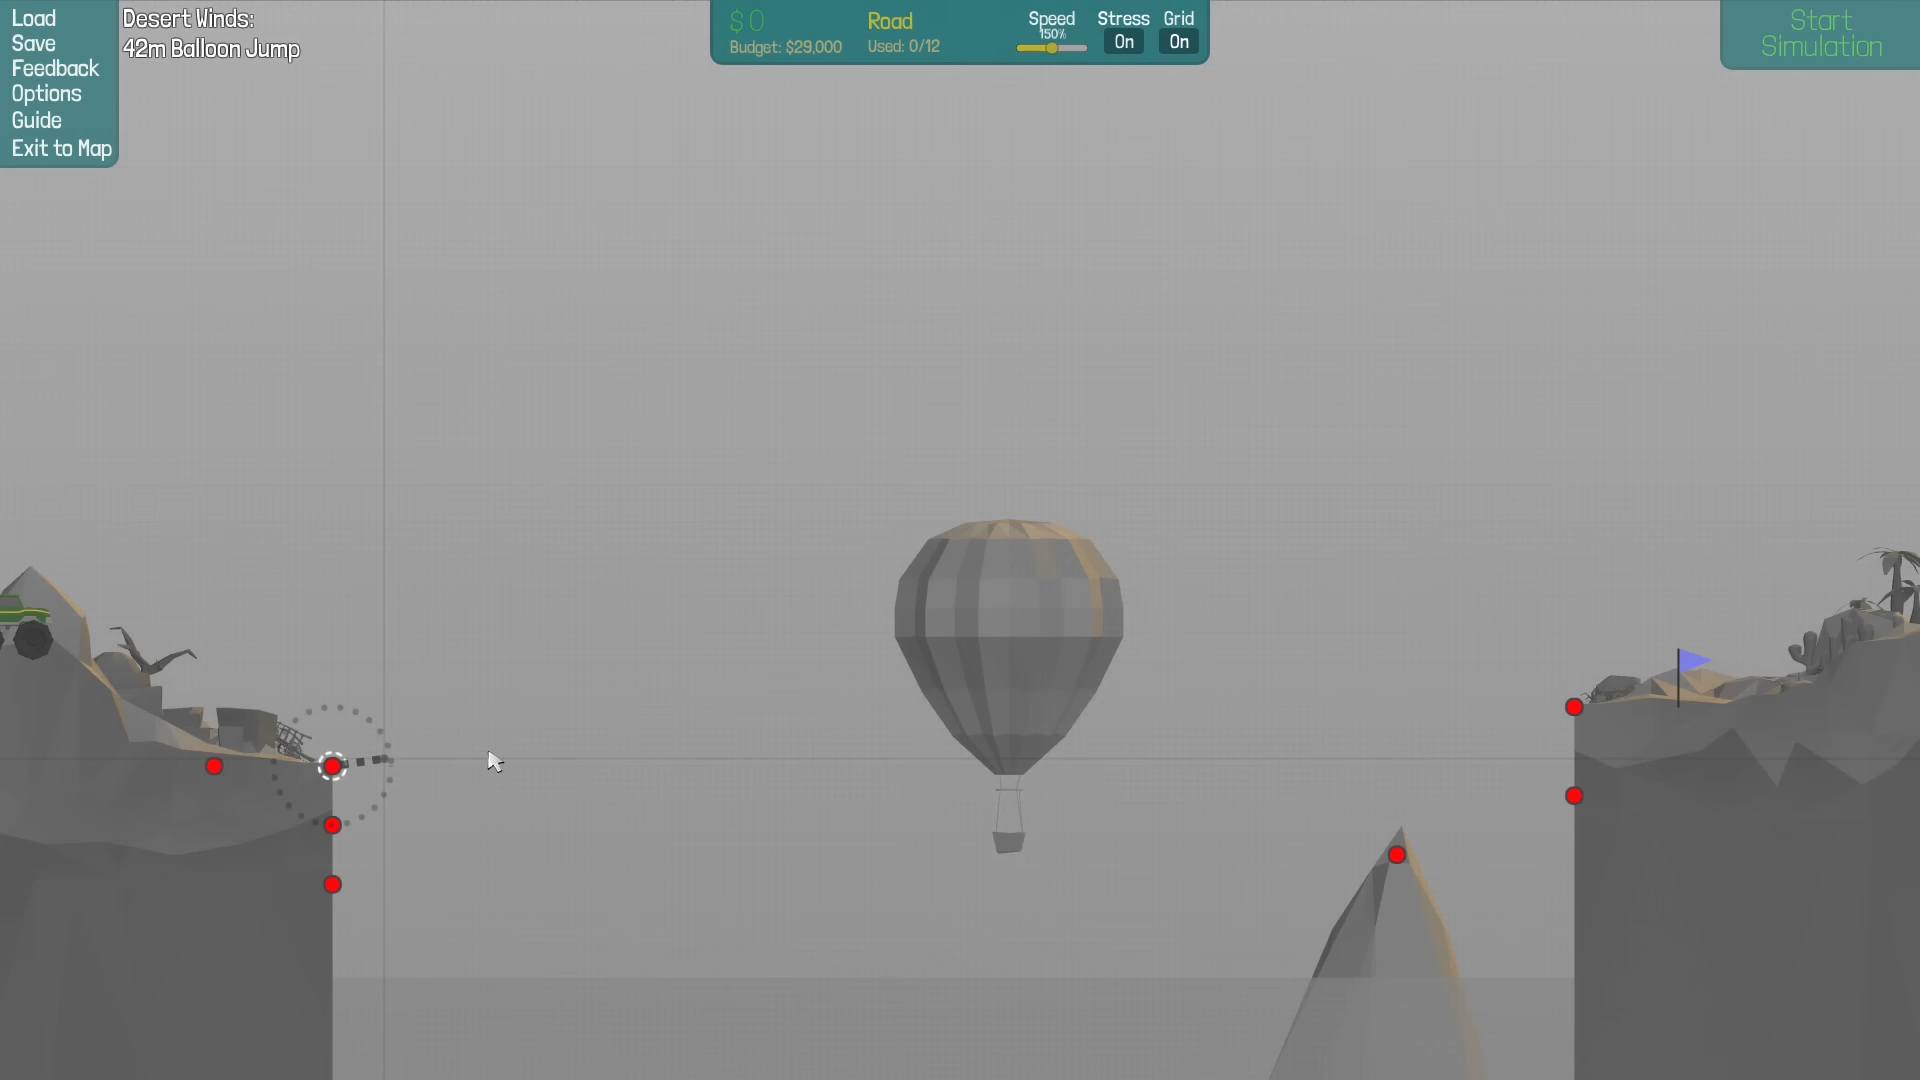 Load
Save
Feedback
Options
Guide
Exit to Map
Desert Winds:
42m Balloon Jump
$0
Budget: $29,000
Road
Used: 0/12
Speed
150%
Stress
On
Grid
On
Start
Simulation